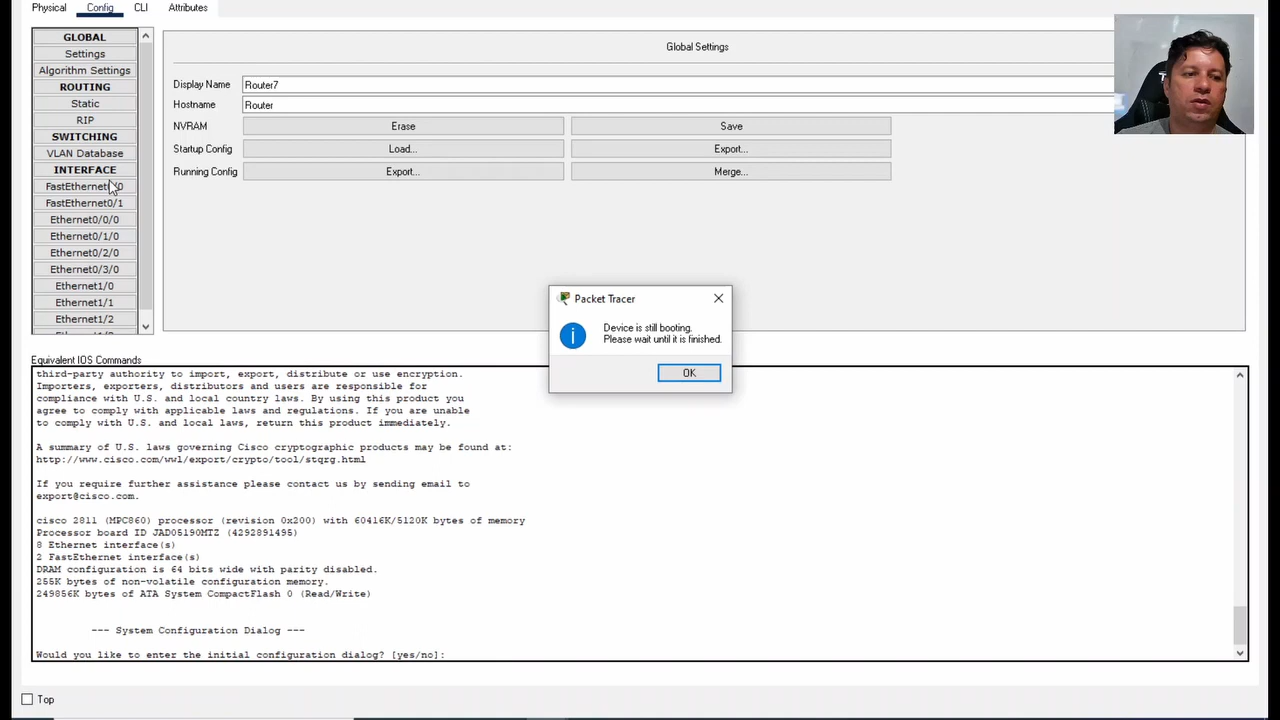 Physical Config CLI Attributes
GLOBAL
Settings
Algorithm Settings
ROUTING
Static
RIP
SWITCHING
VLAN Database
INTERFACE
FastEthernet0/0
FastEthernet0/1
Ethernet0/0/0
Ethernet0/1/0
Ethernet0/2/0
Ethernet0/3/0
Ethernet1/0
Ethernet1/1
Ethernet1/2
Global Settings
Display Name Router7
Hostname Router
NVRAM Erase Save
Startup Config Load... Export...
Running Config Export... Merge...
Packet Tracer
Device is still booting.
Please wait until it is finished.
OK
Equivalent IOS Commands
third-party authority to import, export, distribute or use encryption.
Importers, exporters, distributors and users are responsible for
compliance with U.S. and local country laws. By using this product you
agree to comply with applicable laws and regulations. If you are unable
to comply with U.S. and local laws, return this product immediately.
A summary of U.S. laws governing Cisco cryptographic products may be found at:
http://www.cisco.com/wwl/export/crypto/tool/stqrg.html
If you require further assistance please contact us by sending email to
export@cisco.com.
cisco 2811 (MPC860) processor (revision 0x200) with 60416K/5120K bytes of memory
Processor board ID JAD05190MTZ (4292891495)
8 Ethernet interface(s)
2 FastEthernet interface(s)
DRAM configuration is 64 bits wide with parity disabled.
255K bytes of non-volatile configuration memory.
249856K bytes of ATA System CompactFlash 0 (Read/Write)
--- System Configuration Dialog ---
Would you like to enter the initial configuration dialog? [yes/no]:
Top